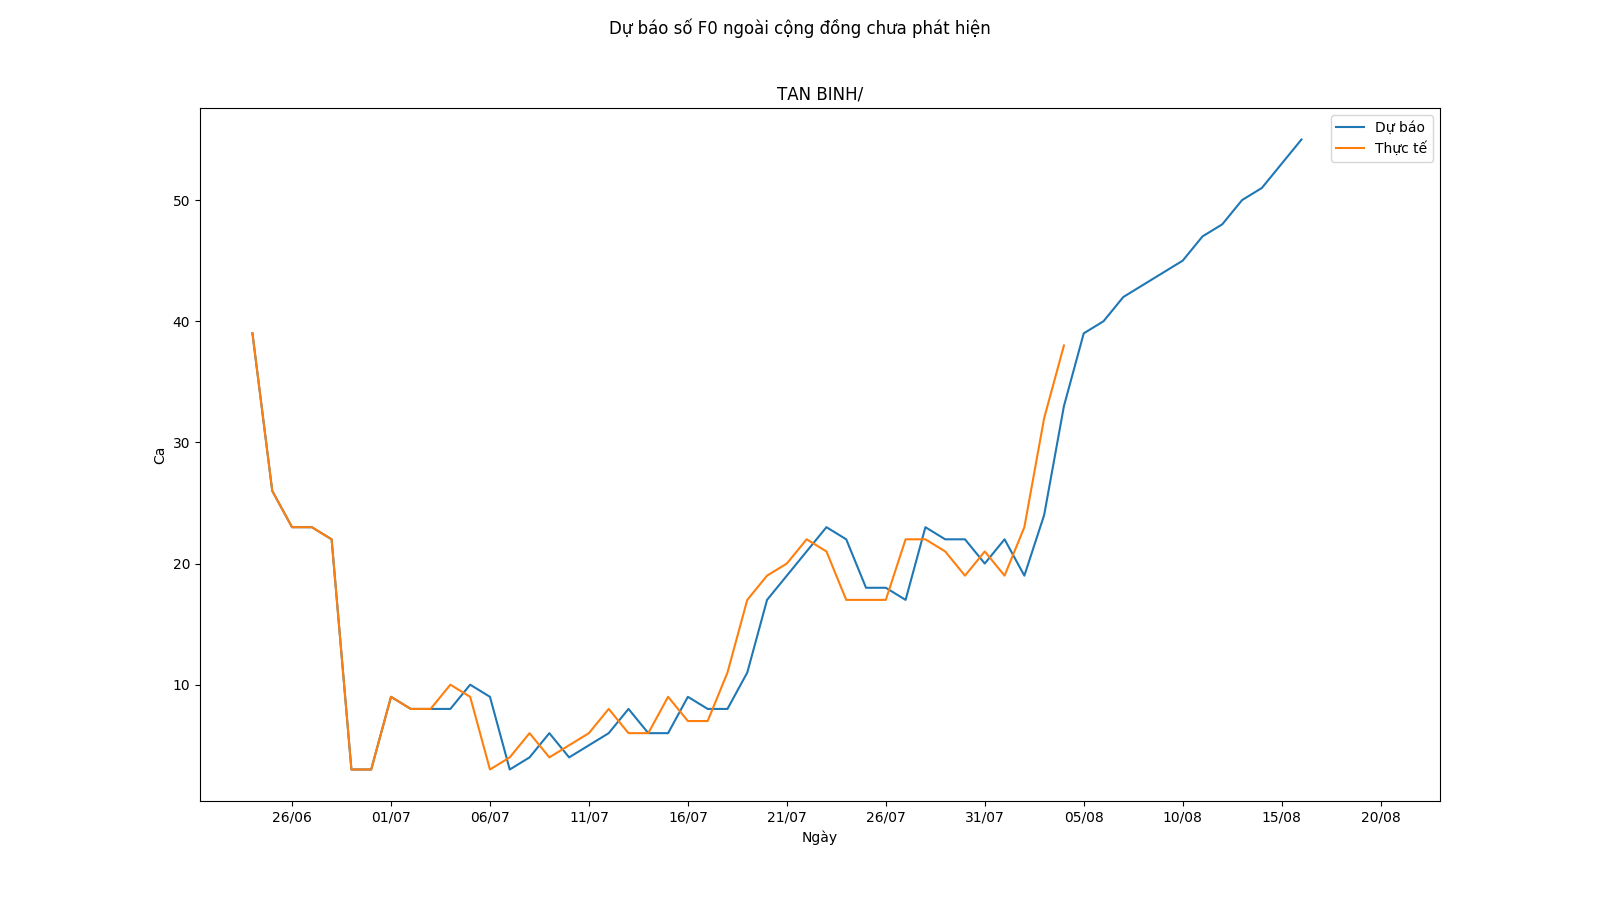 Dự báo số F0 ngoài cộng đồng chưa phát hiện
TAN BINH/
Dự báo
Thực tế
50
40
30
20
10
Ca
26/06 01/07 06/07 11/07 16/07 21/07 26/07 31/07 05/08 10/08 15/08 20/08
Ngày